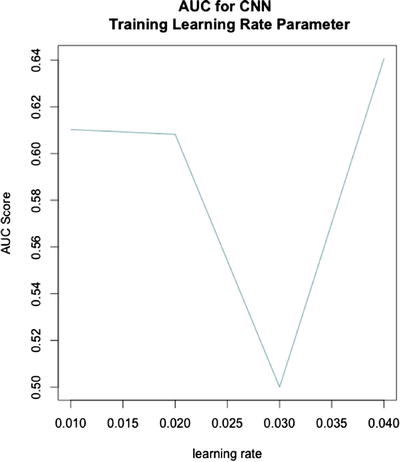 AUC for CNN
Training Learning Rate Parameter
AUC Score
0.64
0.62
0.60
0.58
0.56
0.54
0.52
0.50
0.010 0.015 0.020 0.025 0.030 0.035 0.040
learning rate